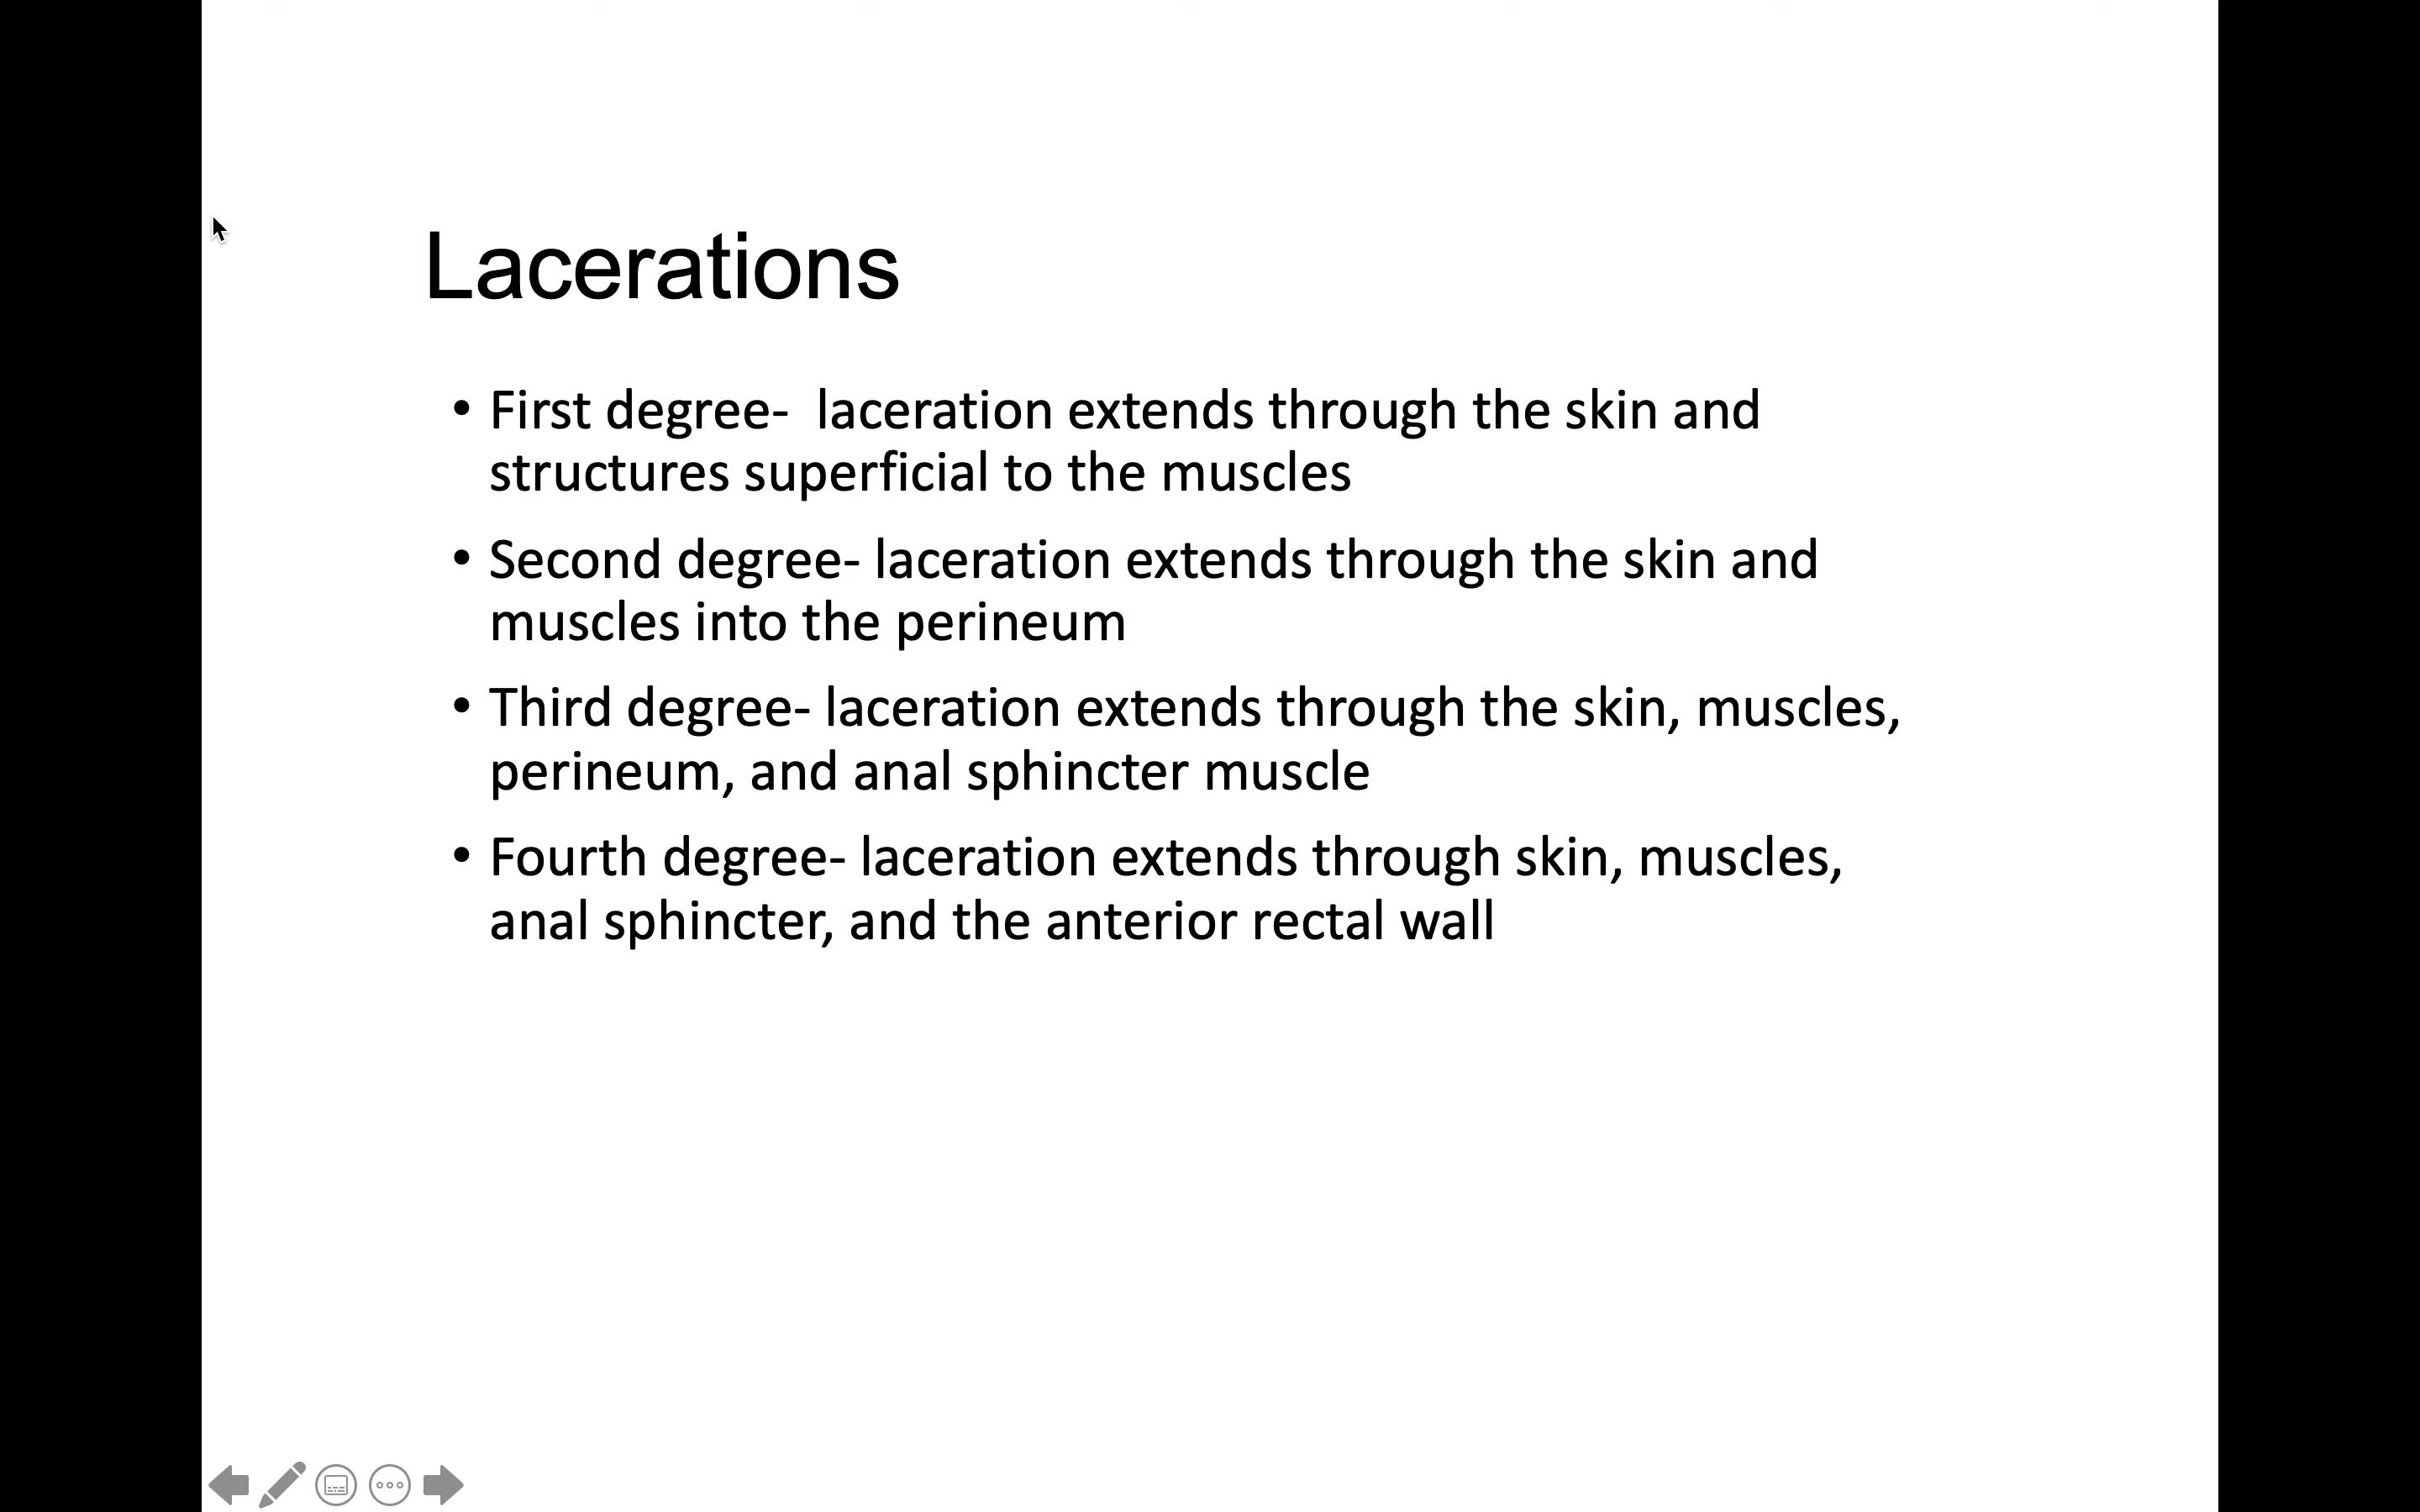 Lacerations
• First degree-  laceration extends through the skin and
structures superficial to the muscles
• Second degree- laceration extends through the skin and
muscles into the perineum
• Third degree- laceration extends through the skin, muscles,
perineum, and anal sphincter muscle
• Fourth degree- laceration extends through skin, muscles,
anal sphincter, and the anterior rectal wall